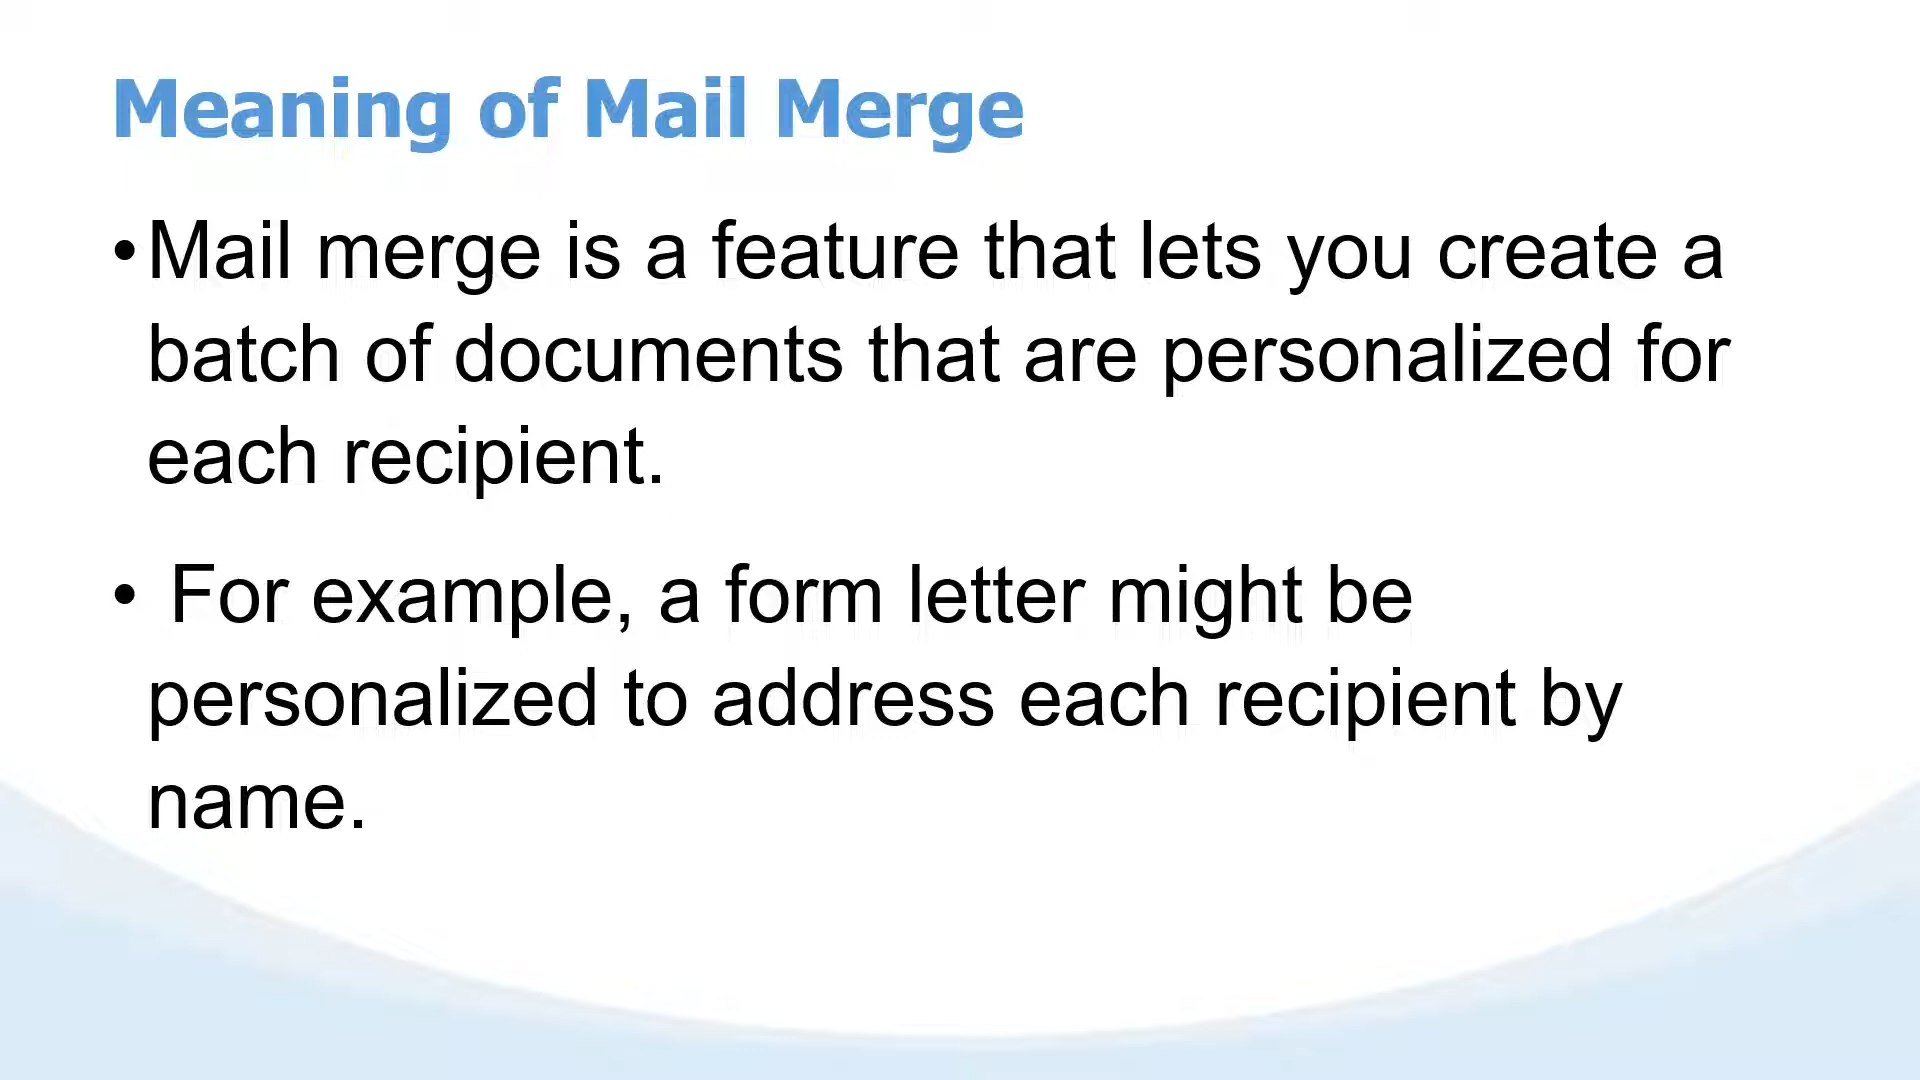 Meaning of Mail Merge
•Mail merge is a feature that lets you create a
batch of documents that are personalized for
each recipient.
• For example, a form letter might be
personalized to address each recipient by
name.